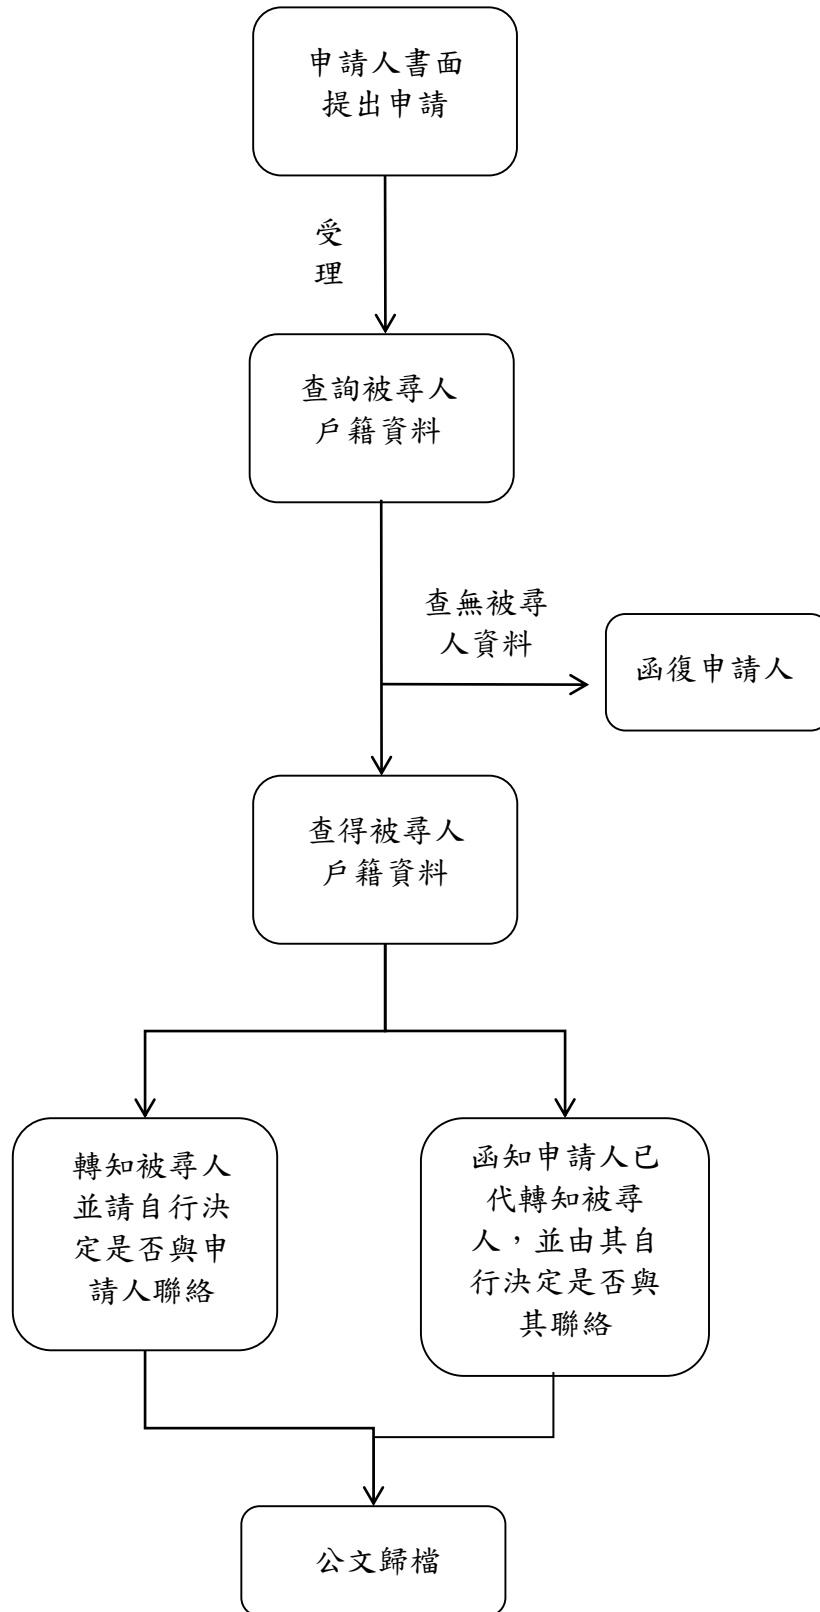 申請人書面
提出申請
受
理
查詢被尋人
戶籍資料
查無被尋
人資料
函復申請人
查得被尋人
戶籍資料
轉知被尋人
並請自行決
定是否與申
請人聯絡
函知申請人已
代轉知被尋
人，並由其自
行決定是否與
其聯絡
公文歸檔